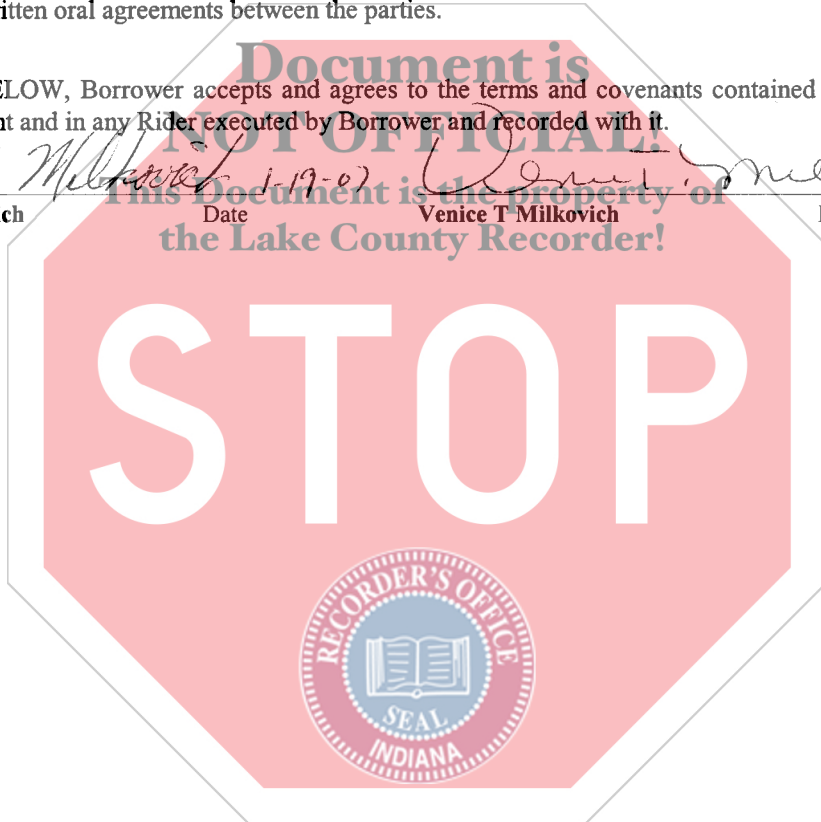 itten oral agreements between the parties.
Document is
ELOW, Borrower accepts and agrees to the terms and covenants contained
nt and in any Rider executed by Borrower and recorded with it.
NOT OFFICIAL!
Milkovich 1-19-07
This Document is the property of
ich Date Venice T Milkovich
the Lake County Recorder!
STOP
RECORDER'S OFFICE
SEAL
INDIANA